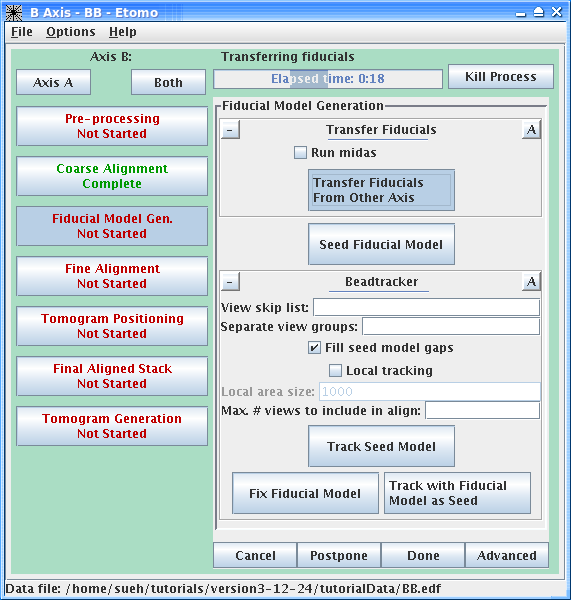 B Axis - BB - Etomo
File Options Help
Axis B:
Transferring fiducials
Axis A
Both
Elapsed time: 0:18
Kill Process
Pre-processing
Not Started
Coarse Alignment
Complete
Fiducial Model Gen.
Not Started
Fine Alignment
Not Started
Tomogram Positioning
Not Started
Final Aligned Stack
Not Started
Tomogram Generation
Not Started
Fiducial Model Generation
- Transfer Fiducials A
Run midas
Transfer Fiducials
From Other Axis
Seed Fiducial Model
- Beadtracker A
View skip list:
Separate view groups:
Fill seed model gaps
Local tracking
Local area size: 1000
Max. # views to include in align:
Track Seed Model
Fix Fiducial Model
Track with Fiducial
Model as Seed
Cancel Postpone Done Advanced
Data file: /home/sueh/tutorials/version3-12-24/tutorialData/BB.edf